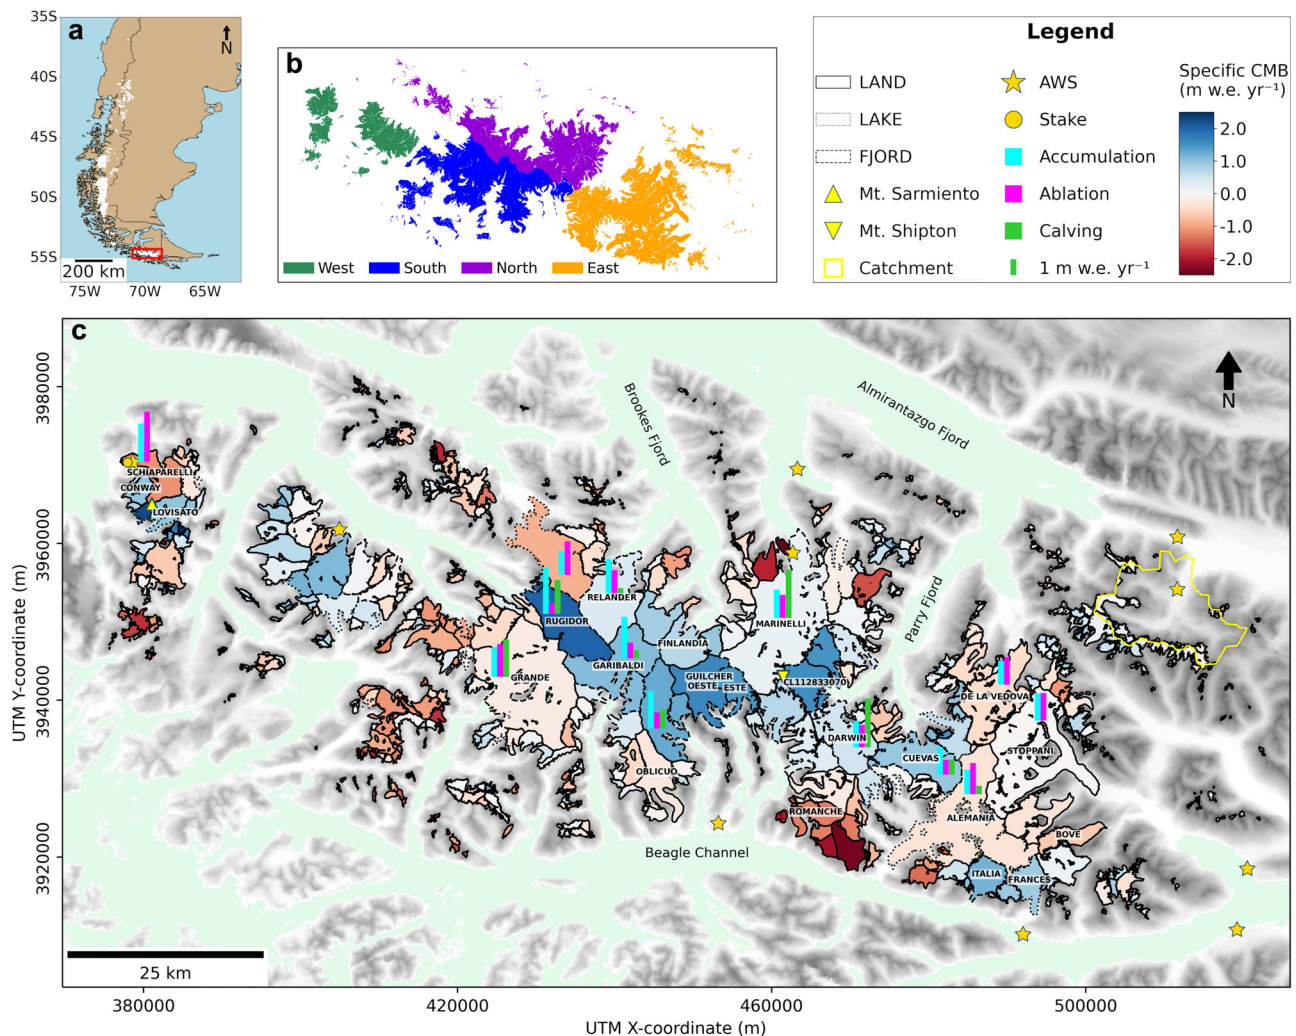 a
35S
40S
45S
50S
55S
N
200 km
75W
70W
65W
b
West
South
North
East
Legend
LAND
LAKE
FJORD
Mt. Sarmiento
Mt. Shipton
Catchment
AWS
Stake
Accumulation
Ablation
Calving
1 m w.e. yr⁻¹
Specific CMB
(m w.e. yr⁻¹)
2.0
1.0
0.0
-1.0
-2.0
c
3980000
3960000
3940000
3920000
UTM Y-coordinate (m)
Brookes Fjord
Almirantazgo Fjord
Parry Fjord
Beagle Channel
N
SCHIAPARELLI
CONWAY
LOVISATO
RELANDER
RUGIDOR
MARINELLI
FINLANDIA
GARIBALDI
GRANDE
GUILCHER
OESTE
ESTE
CL112833070
DE LA VEDOVA
DARWIN
STOPPANI
CUEVAS
OBLICUO
ROMANCHE
ALEMANIA
BOVE
ITALIA
FRANCES
25 km
380000
420000
460000
500000
UTM X-coordinate (m)